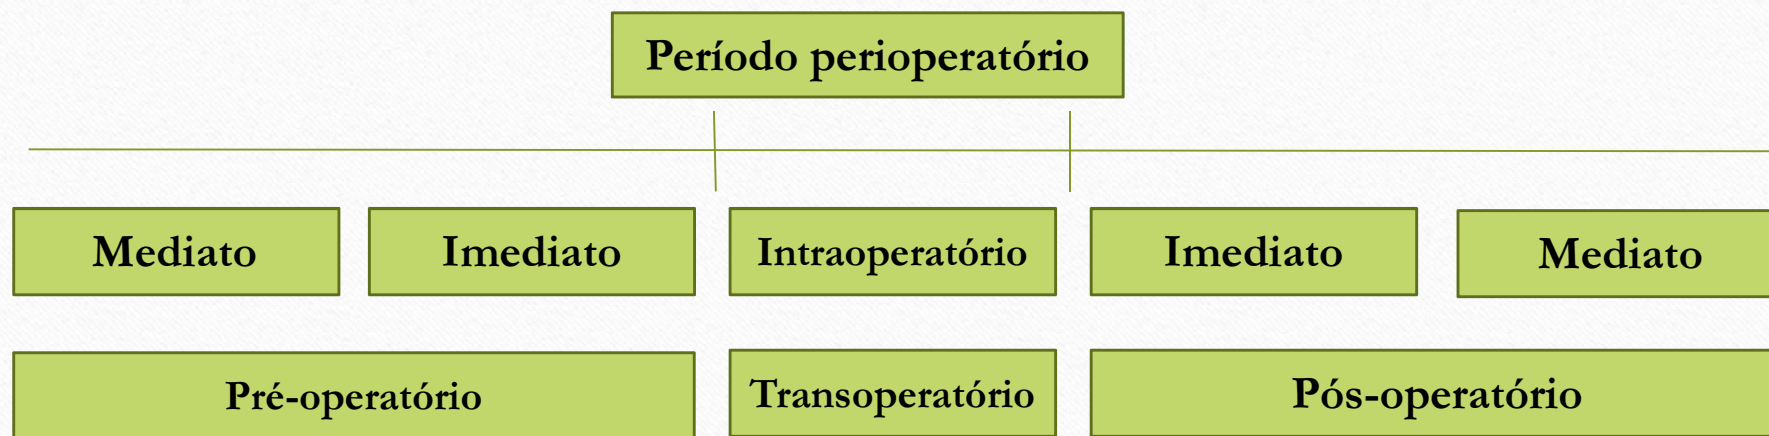 Período perioperatório
Mediato
Imediato
Intraoperatório
Imediato
Mediato
Pré-operatório
Transoperatório
Pós-operatório